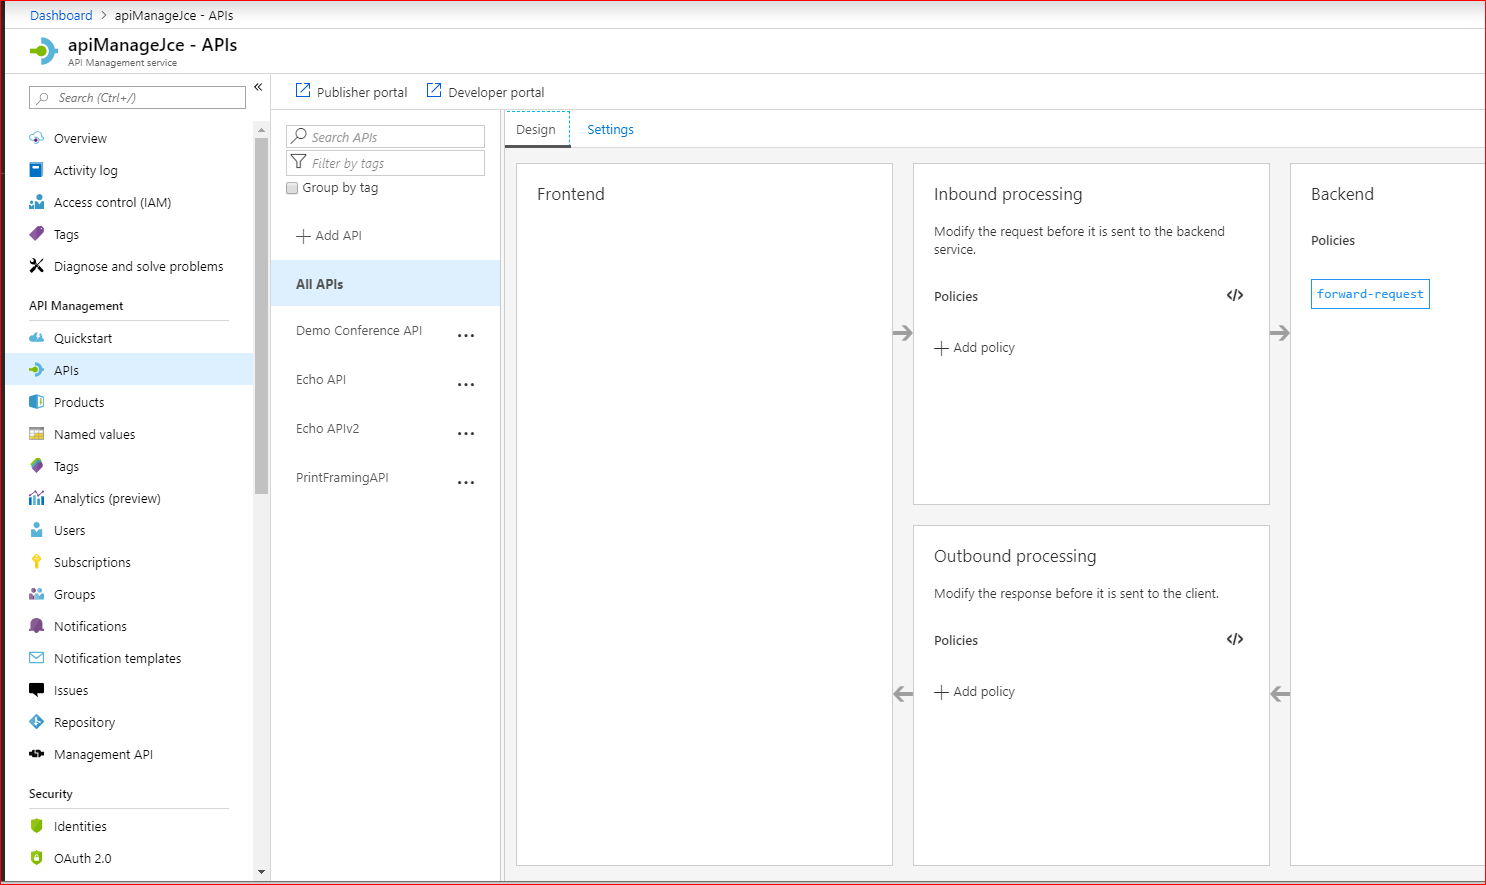 Dashboard > apiManageJce - APIs
apiManageJce - APIs
API Management service
Search (Ctrl+/)
«
Overview
Activity log
Access control (IAM)
Tags
Diagnose and solve problems
API Management
Quickstart
APIs
Products
Named values
Tags
Analytics (preview)
Users
Subscriptions
Groups
Notifications
Notification templates
Issues
Repository
Management API
Security
Identities
OAuth 2.0
Publisher portal
Developer portal
Search APIs
Filter by tags
Group by tag
+ Add API
All APIs
Demo Conference API ...
Echo API ...
Echo APIv2 ...
PrintFramingAPI ...
Design
Settings
Frontend
Inbound processing
Modify the request before it is sent to the backend
service.
Policies </>
+ Add policy
Outbound processing
Modify the response before it is sent to the client.
Policies </>
+ Add policy
Backend
Policies
forward-request